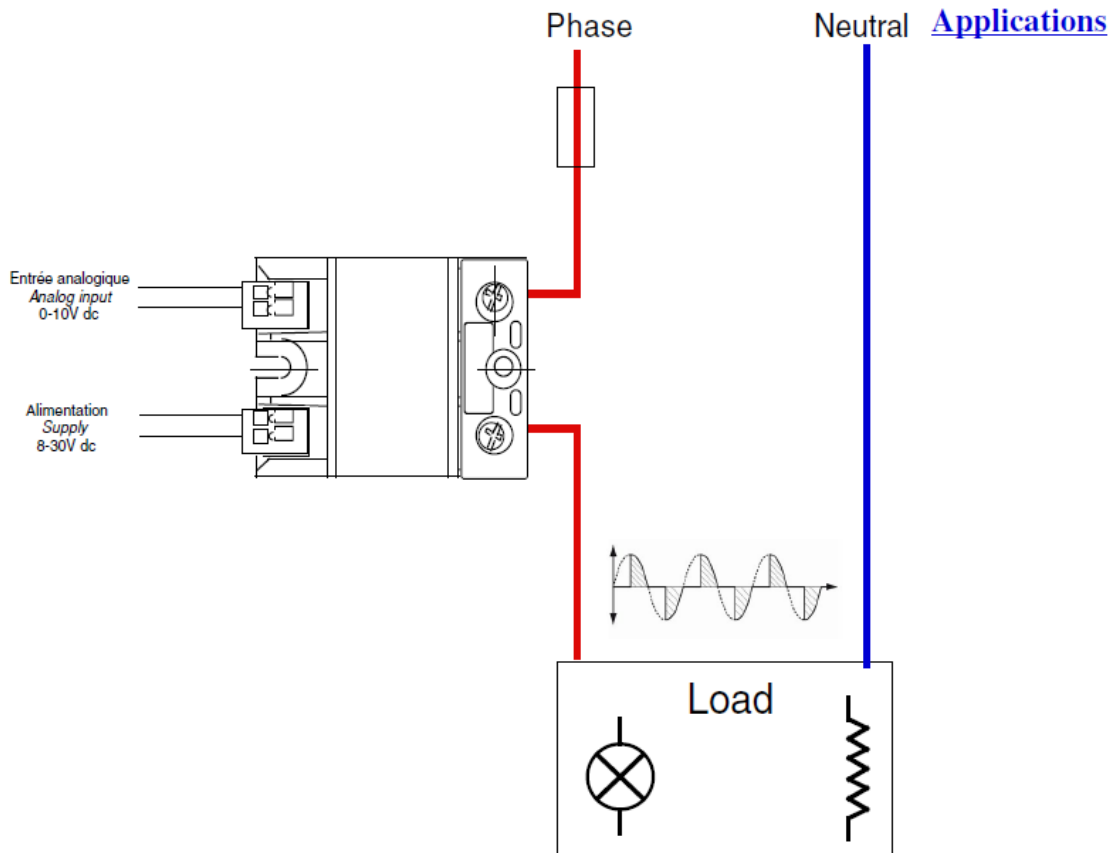 Phase
Neutral
Applications
Entrée analogique
Analog input
0-10V dc
Alimentation
Supply
8-30V dc
Load